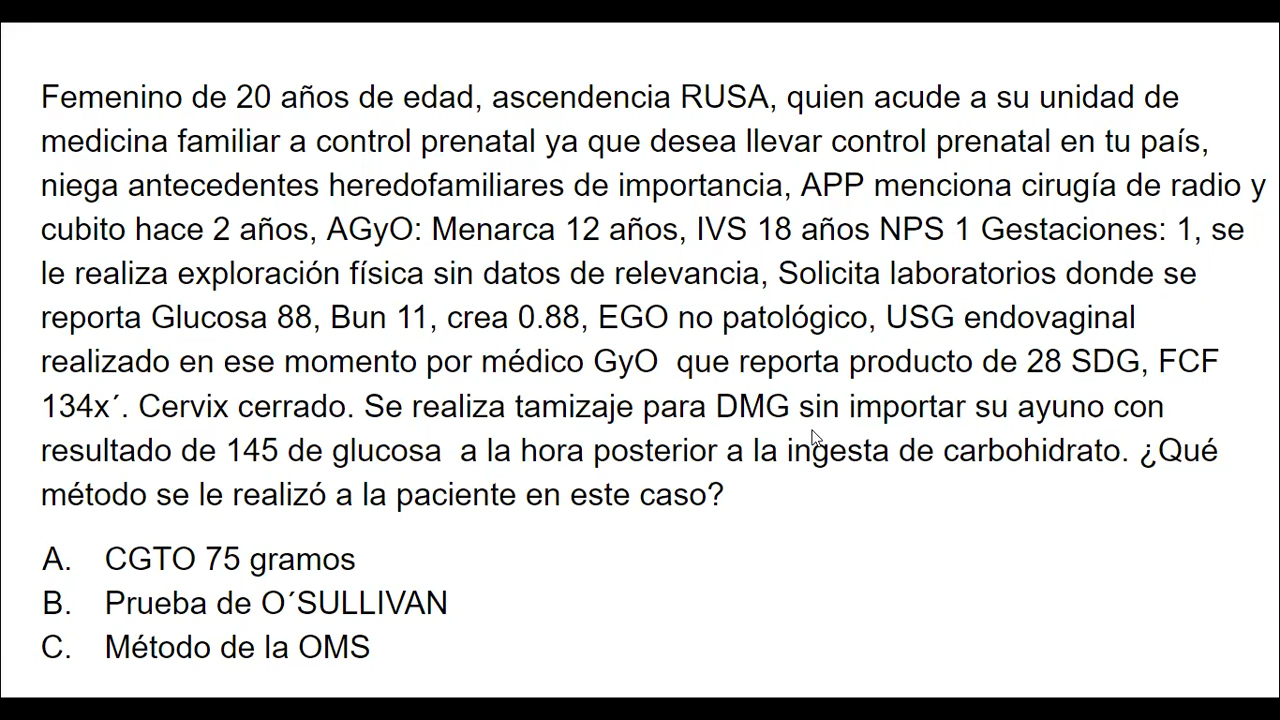 Femenino de 20 años de edad, ascendencia RUSA, quien acude a su unidad de
medicina familiar a control prenatal ya que desea llevar control prenatal en tu país,
niega antecedentes heredofamiliares de importancia, APP menciona cirugía de radio y
cubito hace 2 años, AGyO: Menarca 12 años, IVS 18 años NPS 1 Gestaciones: 1, se
le realiza exploración física sin datos de relevancia, Solicita laboratorios donde se
reporta Glucosa 88, Bun 11, crea 0.88, EGO no patológico, USG endovaginal
realizado en ese momento por médico GyO  que reporta producto de 28 SDG, FCF
134x´. Cervix cerrado. Se realiza tamizaje para DMG sin importar su ayuno con
resultado de 145 de glucosa  a la hora posterior a la ingesta de carbohidrato. ¿Qué
método se le realizó a la paciente en este caso?
A. CGTO 75 gramos
B. Prueba de O´SULLIVAN
C. Método de la OMS